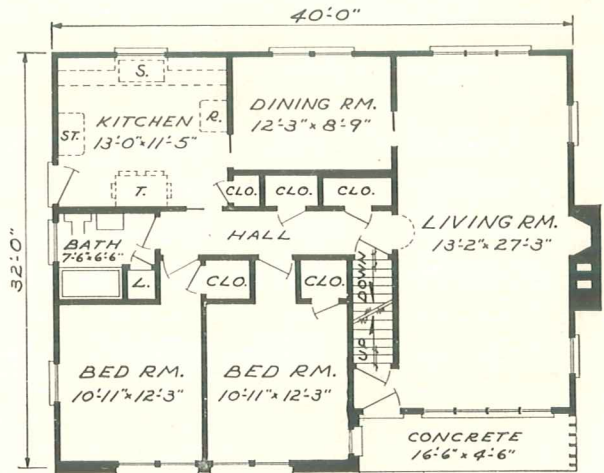 40'-0"
S.
KITCHEN
13'-0"x11'-5"
ST.
R.
T.
DINING RM.
12'-3"x8'-9"
CLO.
CLO.
CLO.
LIVING RM.
13'-2"x27'-3"
HALL
BATH
7'-6"x6'-6"
L.
CLO.
CLO.
DOWN
UP
32'-0"
BED RM.
10'-11"x12'-3"
BED RM.
10'-11"x12'-3"
CONCRETE
16'-6"x4'-6"